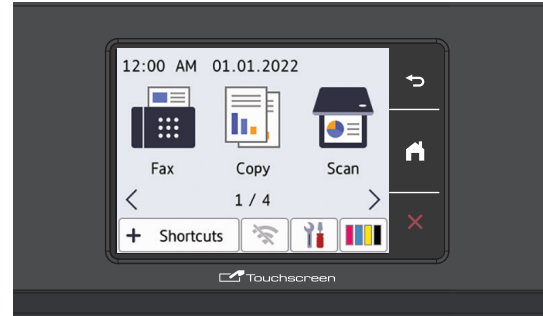 12:00 AM 01.01.2022
Fax Copy Scan
1 / 4
+ Shortcuts
Touchscreen